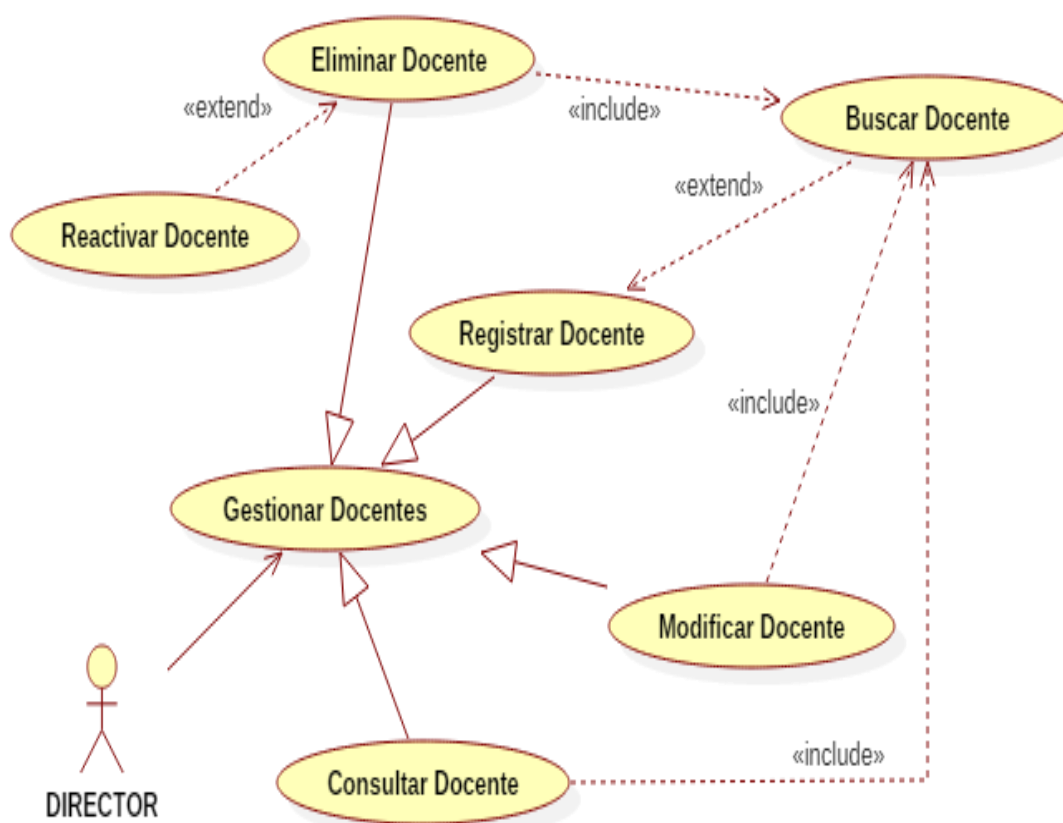 Eliminar Docente
«extend»
«include»
Buscar Docente
Reactivar Docente
«extend»
Registrar Docente
«include»
Gestionar Docentes
Modificar Docente
«include»
Consultar Docente
DIRECTOR